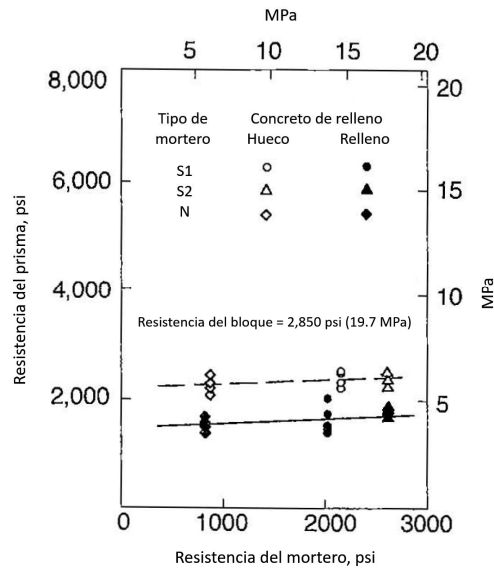 MPa
5 10 15 20
8,000
20
Tipo de Concreto de relleno
mortero Hueco Relleno
S1
6,000
S2
15
N
Resistencia del prisma, psi
4,000
10
MPa
Resistencia del bloque = 2,850 psi (19.7 MPa)
2,000
5
0 1000 2000 3000
Resistencia del mortero, psi